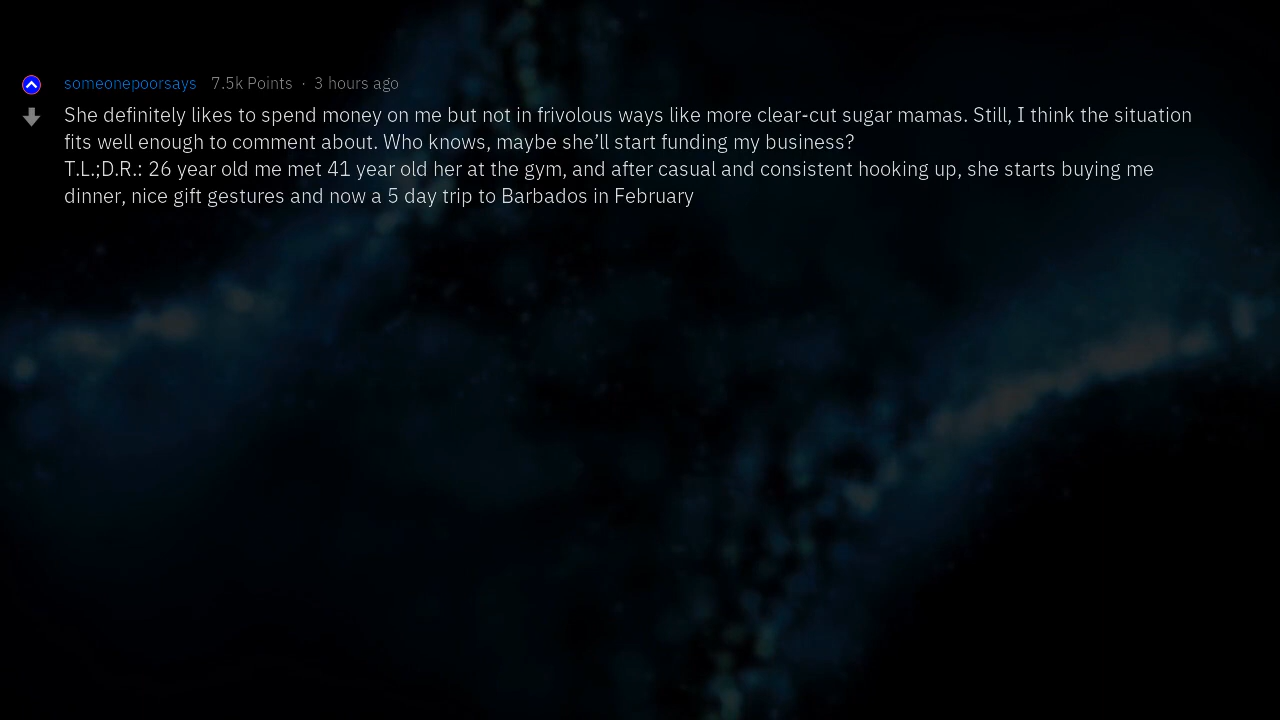 someonepoorsays 7.5k Points · 3 hours ago
She definitely likes to spend money on me but not in frivolous ways like more clear-cut sugar mamas. Still, I think the situation
fits well enough to comment about. Who knows, maybe she’ll start funding my business?
T.L.;D.R.: 26 year old me met 41 year old her at the gym, and after casual and consistent hooking up, she starts buying me
dinner, nice gift gestures and now a 5 day trip to Barbados in February